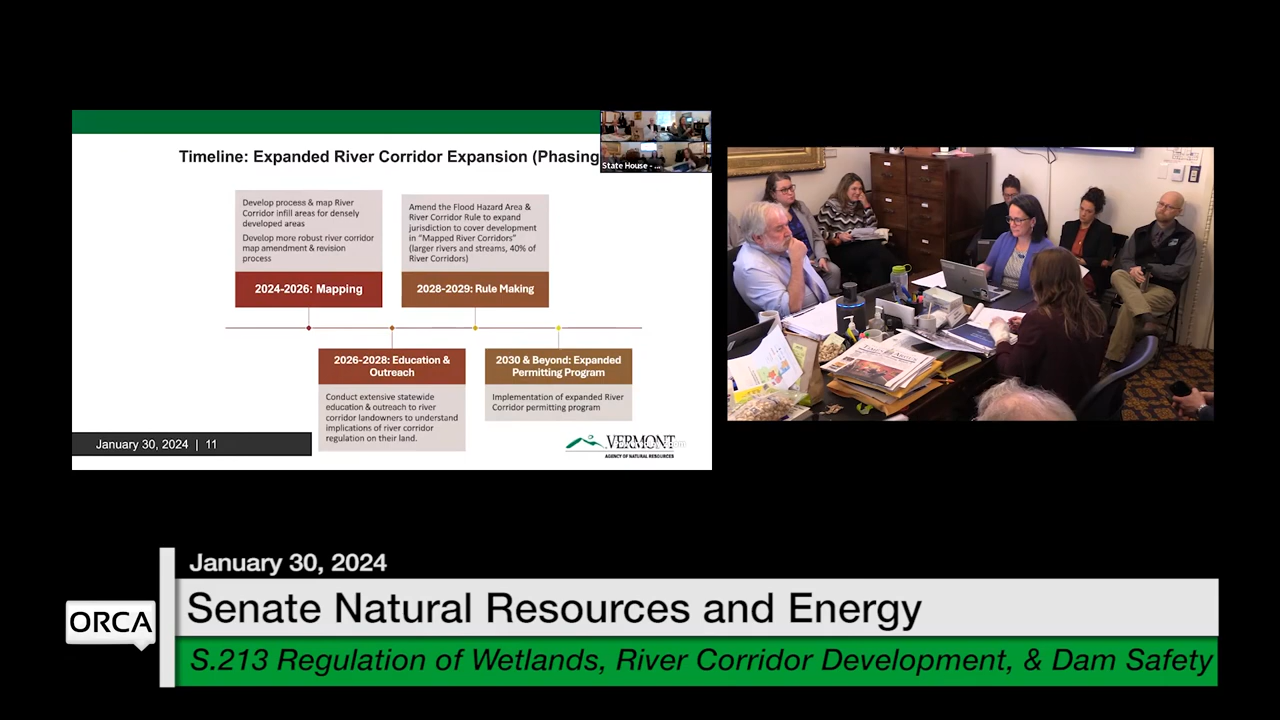 Timeline: Expanded River Corridor Expansion (Phasing
State House - ...
Develop process & map River
Corridor infill areas for densely
developed areas
Develop more robust river corridor
map amendment & revision
process
2024-2026: Mapping
Amend the Flood Hazard Area &
River Corridor Rule to expand
jurisdiction to cover development
in "Mapped River Corridors"
(larger rivers and streams, 40% of
River Corridors)
2028-2029: Rule Making
2026-2028: Education &
Outreach
Conduct extensive statewide
education & outreach to river
corridor landowners to understand
implications of river corridor
regulation on their land.
2030 & Beyond: Expanded
Permitting Program
Implementation of expanded River
Corridor permitting program
January 30, 2024 | 11
VERMONT
AGENCY OF NATURAL RESOURCES
January 30, 2024
ORCA
Senate Natural Resources and Energy
S.213 Regulation of Wetlands, River Corridor Development, & Dam Safety